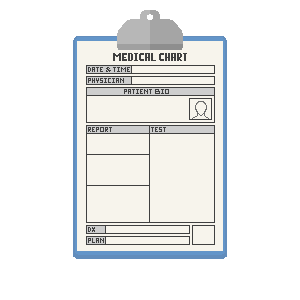 MEDICAL CHART
DATE & TIME
PHYSICIAN
PATIENT BIO
REPORT TEST
DX
PLAN